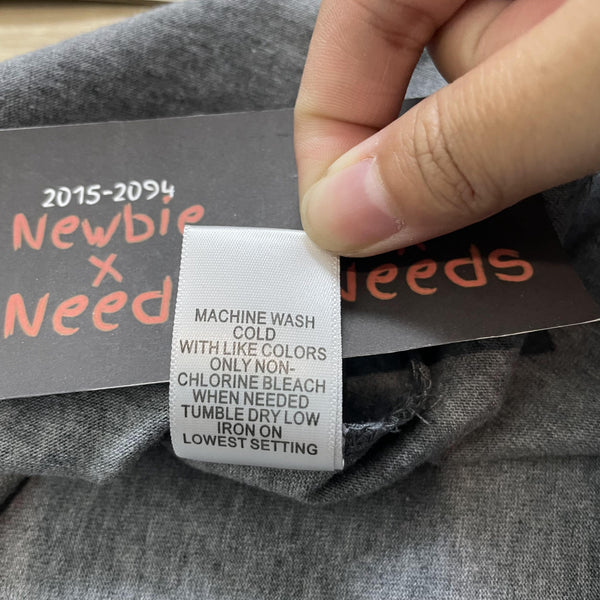 2015-2094
Newbie
x
Need
Needs
MACHINE WASH
COLD
WITH LIKE COLORS
ONLY NON-
CHLORINE BLEACH
WHEN NEEDED
TUMBLE DRY LOW
IRON ON
LOWEST SETTING